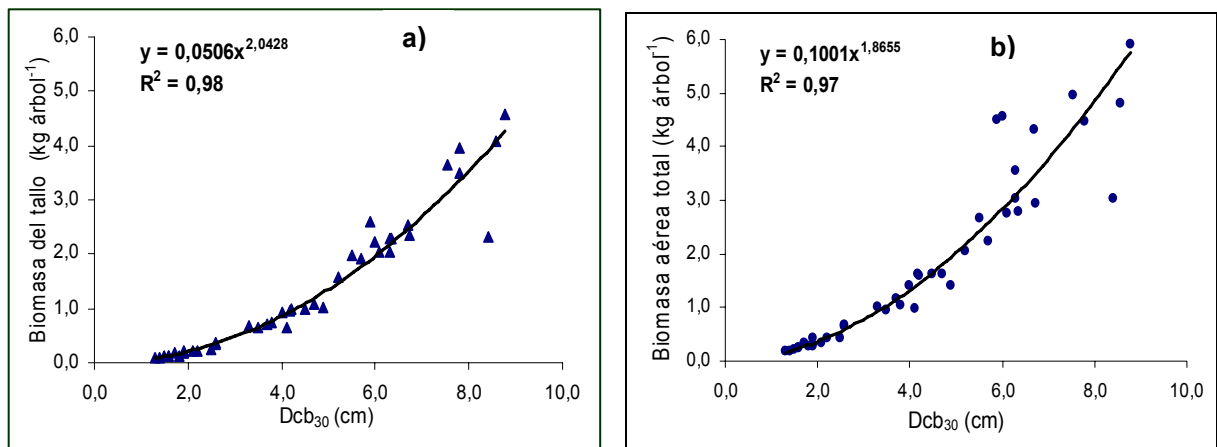 a)
y = 0,0506x^2,0428
R² = 0,98
Biomasa del tallo (kg árbol⁻¹)
6,0
5,0
4,0
3,0
2,0
1,0
0,0
0,0 2,0 4,0 6,0 8,0 10,0
Dcb₃₀ (cm)
b)
y = 0,1001x^1,8655
R² = 0,97
Biomasa aérea total (kg árbol⁻¹)
6,0
5,0
4,0
3,0
2,0
1,0
0,0
0,0 2,0 4,0 6,0 8,0 10,0
Dcb₃₀ (cm)